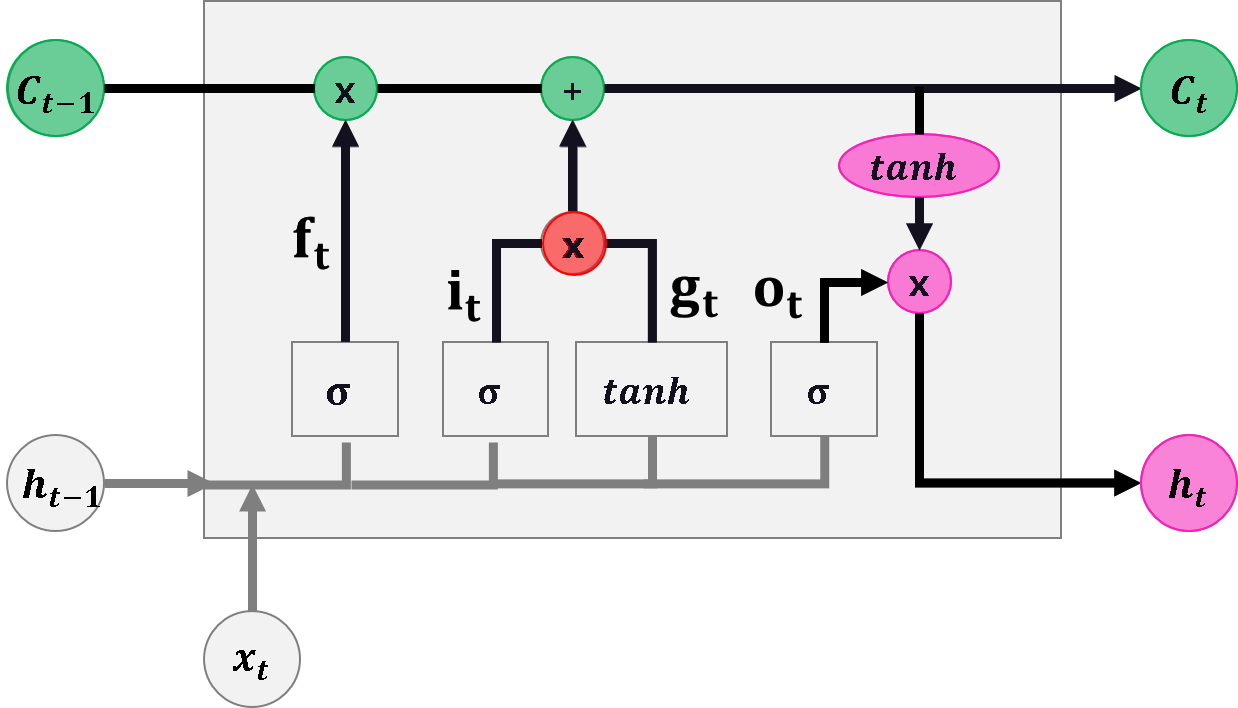 C_{t-1}
x
+
C_t
tanh
f_t
x
i_t
g_t
o_t
x
σ
σ
tanh
σ
h_{t-1}
h_t
x_t